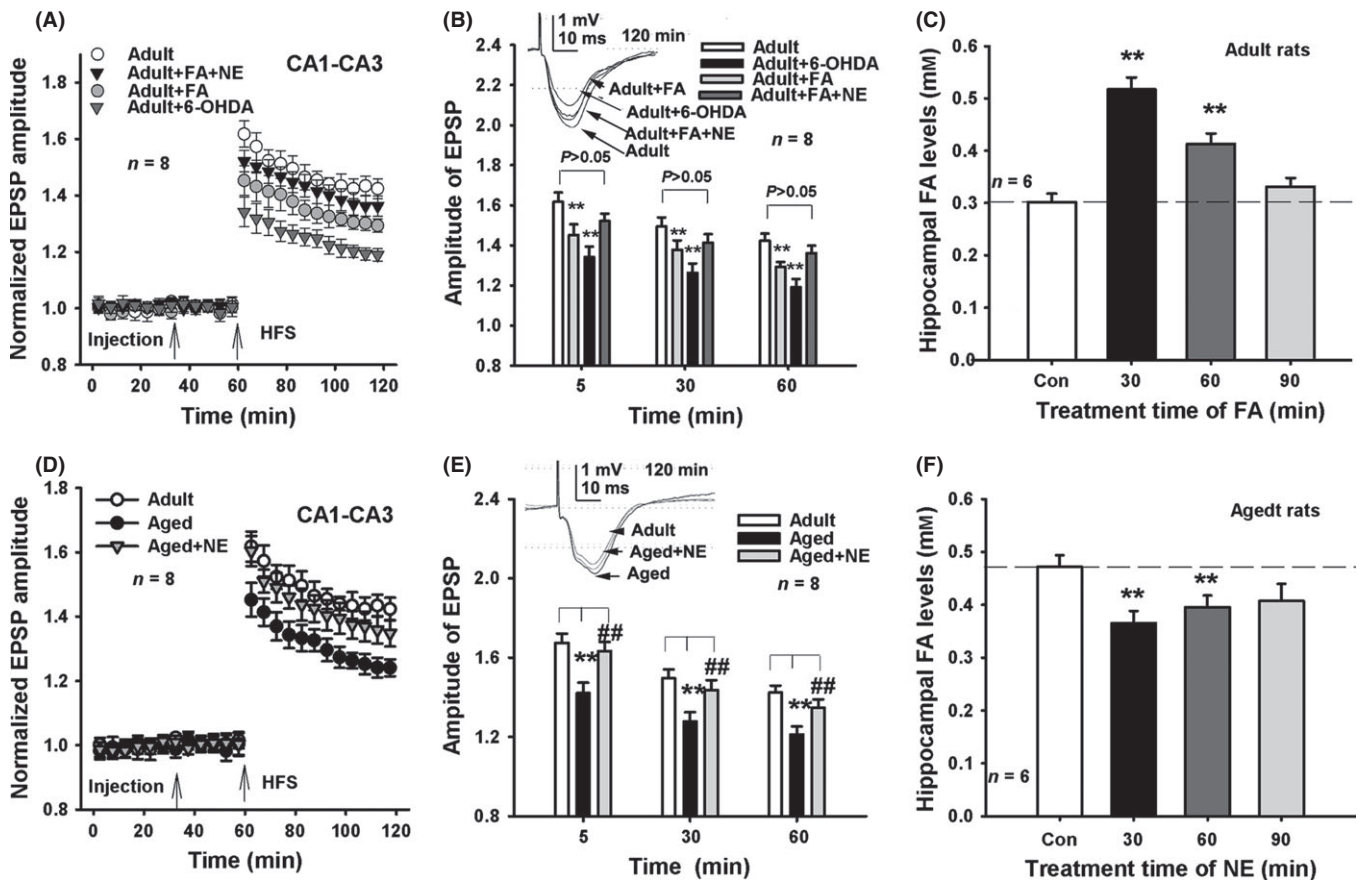 (A)
Normalized EPSP amplitude
1.8
1.6
1.4
1.2
1.0
0.8
Adult
Adult+FA+NE
Adult+FA
Adult+6-OHDA
CA1-CA3
n = 8
Injection
HFS
0 20 40 60 80 100 120
Time (min)
(B)
Amplitude of EPSP
2.4
2.2
2.0
1.8
1.6
1.4
1.2
1.0
0.8
1 mV
10 ms
120 min
Adult+FA
Adult+6-OHDA
Adult+FA+NE
Adult
Adult
Adult+6-OHDA
Adult+FA
Adult+FA+NE
n = 8
P>0.05
P>0.05
P>0.05
** ** **
** ** **
5 30 60
Time (min)
(C)
Hippocampal FA levels (mM)
0.6
0.5
0.4
0.3
0.2
0.1
0.0
Adult rats
**
**
n = 6
Con 30 60 90
Treatment time of FA (min)
(D)
Normalized EPSP amplitude
1.8
1.6
1.4
1.2
1.0
0.8
Adult
Aged
Aged+NE
CA1-CA3
n = 8
Injection
HFS
0 20 40 60 80 100 120
Time (min)
(E)
Ampitude of EPSP
2.4
2.0
1.6
1.2
0.8
1 mV
10 ms
120 min
Adult
Aged+NE
Aged
Adult
Aged
Aged+NE
n = 8
** ## ** ## ** ##
5 30 60
Time (min)
(F)
Hippocampal FA levels (mM)
0.6
0.5
0.4
0.3
0.2
0.1
0.0
Agedt rats
**
**
n = 6
Con 30 60 90
Treatment time of NE (min)